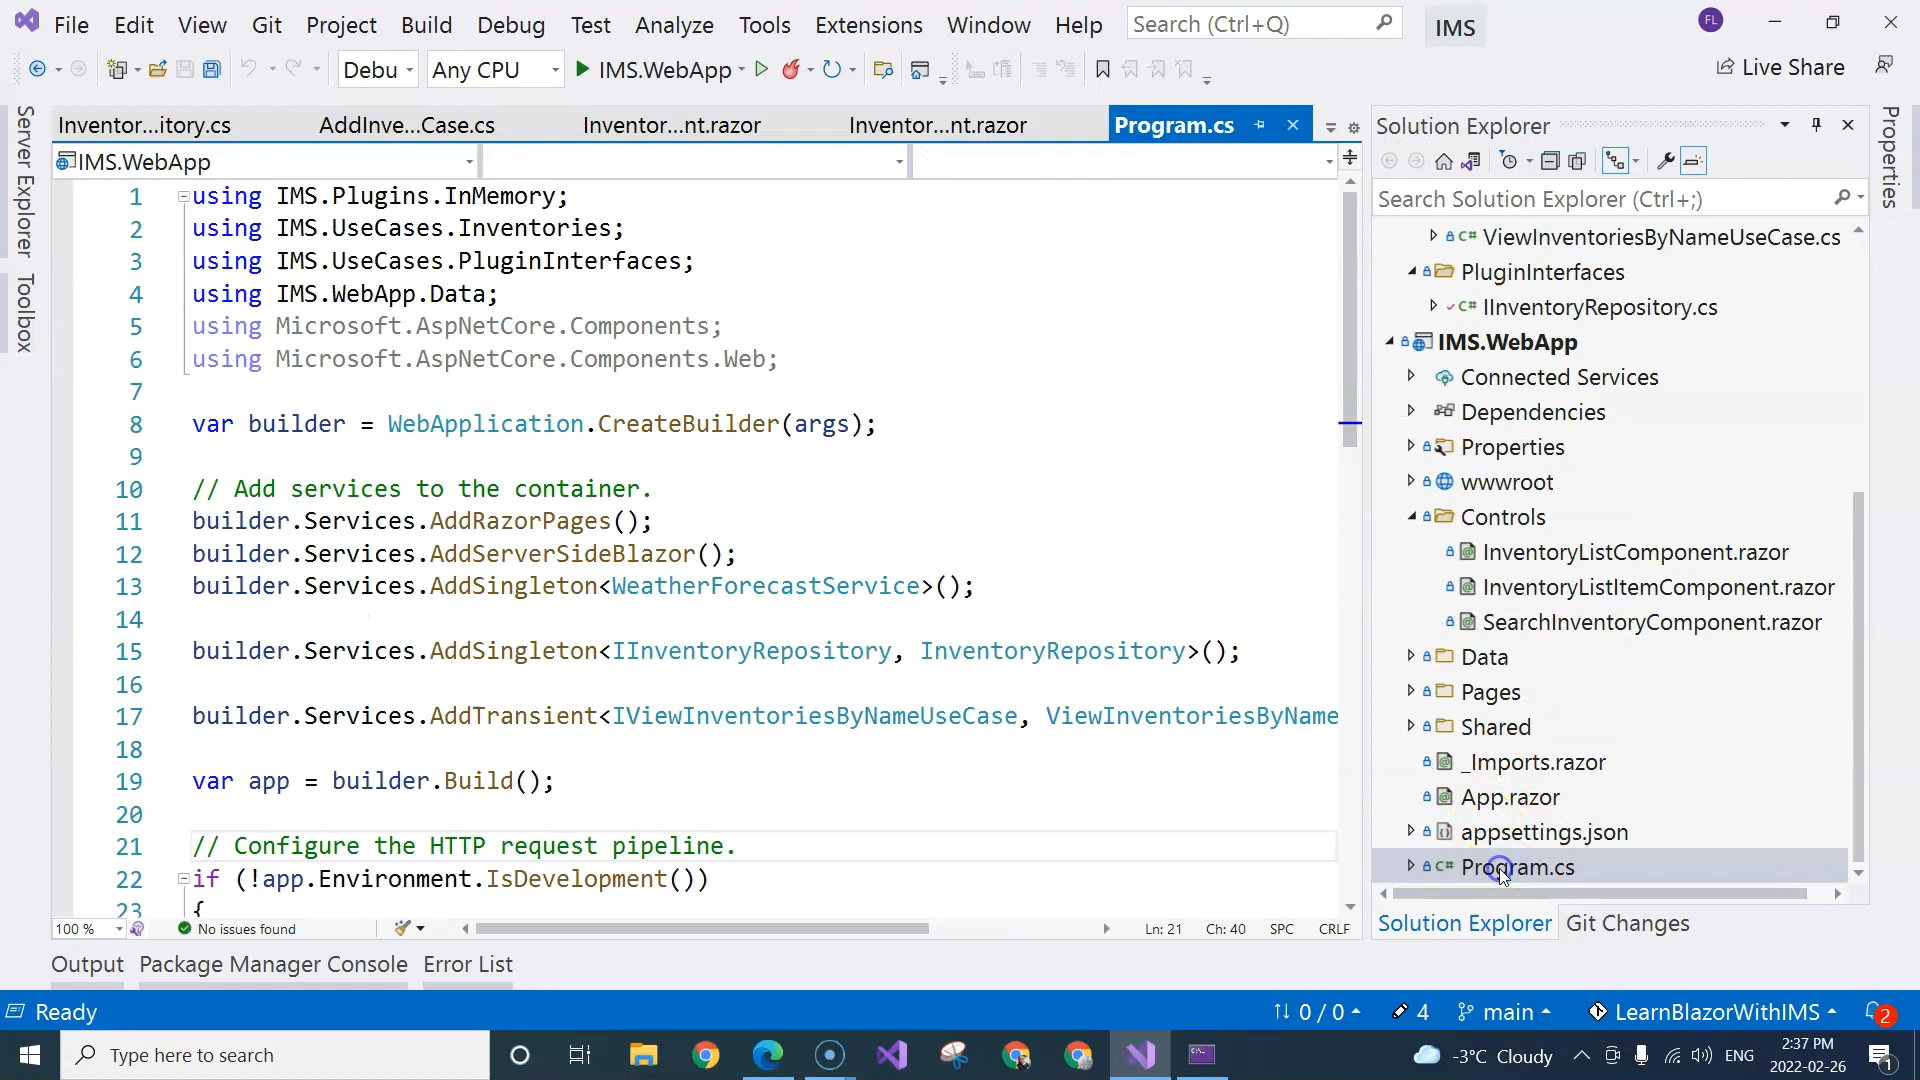 File Edit View Git Project Build Debug Test Analyze Tools Extensions Window Help Search (Ctrl+Q) IMS FL
Debu Any CPU IMS.WebApp Live Share
Server Explorer
Toolbox
Inventor...itory.cs AddInve...Case.cs Inventor...nt.razor Inventor...nt.razor Program.cs
IMS.WebApp
1 using IMS.Plugins.InMemory;
2 using IMS.UseCases.Inventories;
3 using IMS.UseCases.PluginInterfaces;
4 using IMS.WebApp.Data;
5 using Microsoft.AspNetCore.Components;
6 using Microsoft.AspNetCore.Components.Web;
7
8 var builder = WebApplication.CreateBuilder(args);
9
10 // Add services to the container.
11 builder.Services.AddRazorPages();
12 builder.Services.AddServerSideBlazor();
13 builder.Services.AddSingleton<WeatherForecastService>();
14
15 builder.Services.AddSingleton<IInventoryRepository, InventoryRepository>();
16
17 builder.Services.AddTransient<IViewInventoriesByNameUseCase, ViewInventoriesByName
18
19 var app = builder.Build();
20
21 // Configure the HTTP request pipeline.
22 if (!app.Environment.IsDevelopment())
23 {
100 % No issues found Ln: 21 Ch: 40 SPC CRLF
Solution Explorer
Search Solution Explorer (Ctrl+;)
C# ViewInventoriesByNameUseCase.cs
PluginInterfaces
C# IInventoryRepository.cs
IMS.WebApp
Connected Services
Dependencies
Properties
wwwroot
Controls
InventoryListComponent.razor
InventoryListItemComponent.razor
SearchInventoryComponent.razor
Data
Pages
Shared
_Imports.razor
App.razor
appsettings.json
C# Program.cs
Solution Explorer Git Changes
Properties
Output Package Manager Console Error List
Ready 0 / 0 4 main LearnBlazorWithIMS 2
Type here to search -3°C Cloudy ENG 2:37 PM
2022-02-26 1